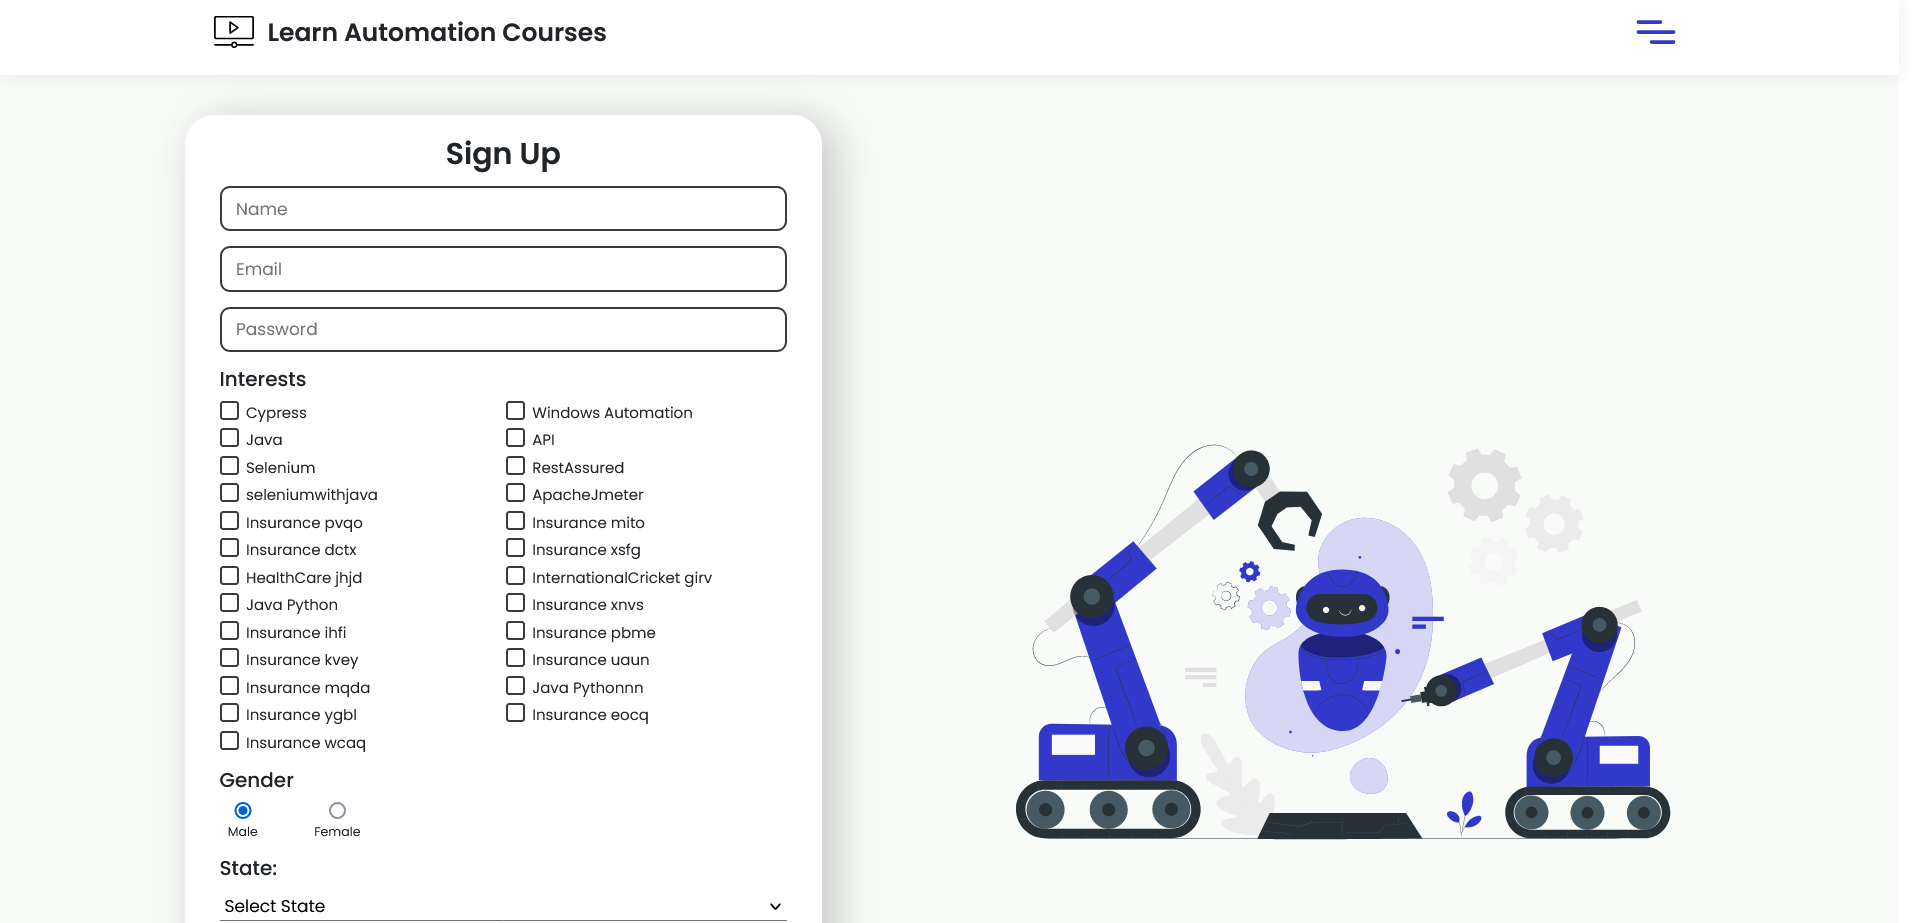 Learn Automation Courses
Sign Up
Name
Email
Password
Interests
Cypress
Windows Automation
Java
API
Selenium
RestAssured
seleniumwithjava
ApacheJmeter
Insurance pvqo
Insurance mito
Insurance dctx
Insurance xsfg
HealthCare jhjd
InternationalCricket girv
Java Python
Insurance xnvs
Insurance ihfi
Insurance pbme
Insurance kvey
Insurance uaun
Insurance mqda
Java Pythonnn
Insurance ygbl
Insurance eocq
Insurance wcaq
Gender
Male
Female
State:
Select State